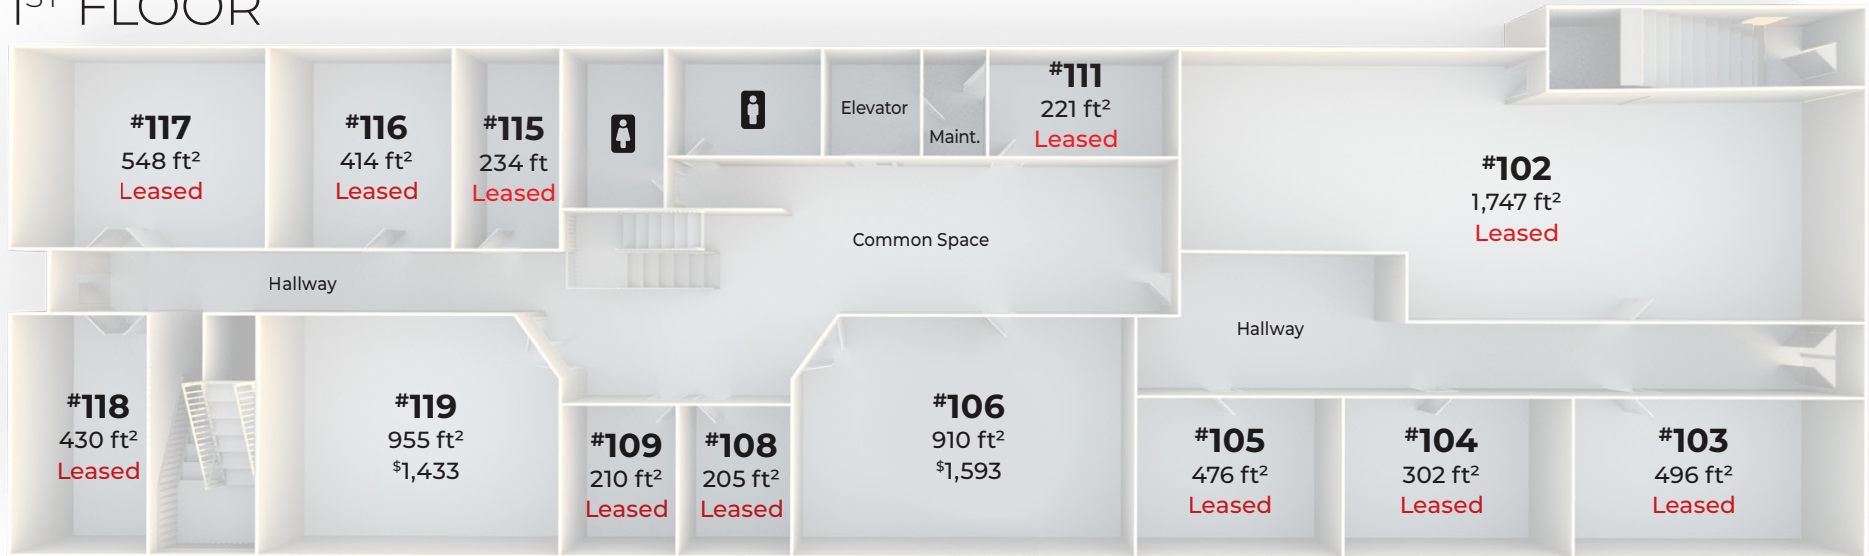 1ST FLOOR
#117
548 ft²
Leased
#116
414 ft²
Leased
#115
234 ft
Leased
Elevator
Maint.
#111
221 ft²
Leased
#102
1,747 ft²
Leased
Common Space
Hallway
Hallway
#118
430 ft²
Leased
#119
955 ft²
$1,433
#109
210 ft²
Leased
#108
205 ft²
Leased
#106
910 ft²
$1,593
#105
476 ft²
Leased
#104
302 ft²
Leased
#103
496 ft²
Leased